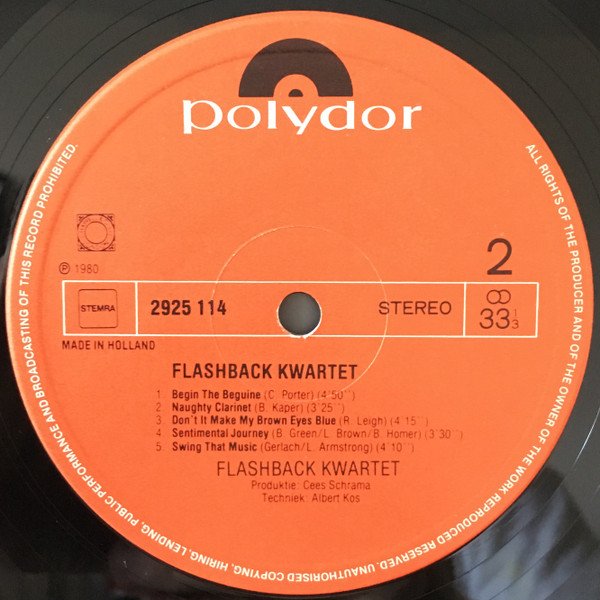 polydor
ALL RIGHTS OF THE PRODUCER AND OF THE OWNER OF THE WORK REPRODUCED RESERVED. UNAUTHORISED COPYING, HIRING, LENDING, PUBLIC PERFORMANCE AND BROADCASTING OF THIS RECORD PROHIBITED.
℗ 1980
2
STEMRA
2925 114
STEREO
33 1/3
MADE IN HOLLAND
FLASHBACK KWARTET
1. Begin The Beguine (C. Porter) (4'50'')
2. Naughty Clarinet (B. Kaper) (3'25'')
3. Don't It Make My Brown Eyes Blue (R. Leigh) (4'15'')
4. Sentimental Journey (B. Green/L. Brown/B. Homer) (3'30'')
5. Swing That Music (Gerlach/L. Armstrong) (4'10'')
FLASHBACK KWARTET
Produktie: Cees Schrama
Techniek: Albert Kos